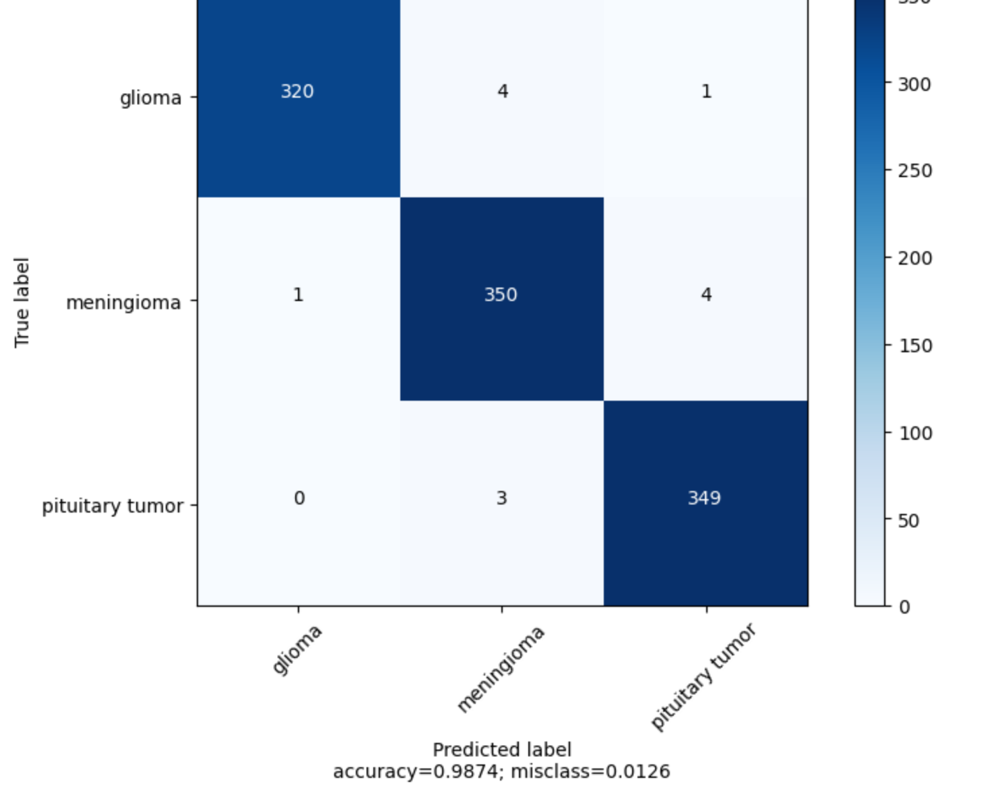 glioma 320 4 1
meningioma 1 350 4
pituitary tumor 0 3 349
True label
glioma meningioma pituitary tumor
Predicted label
accuracy=0.9874; misclass=0.0126
300
250
200
150
100
50
0